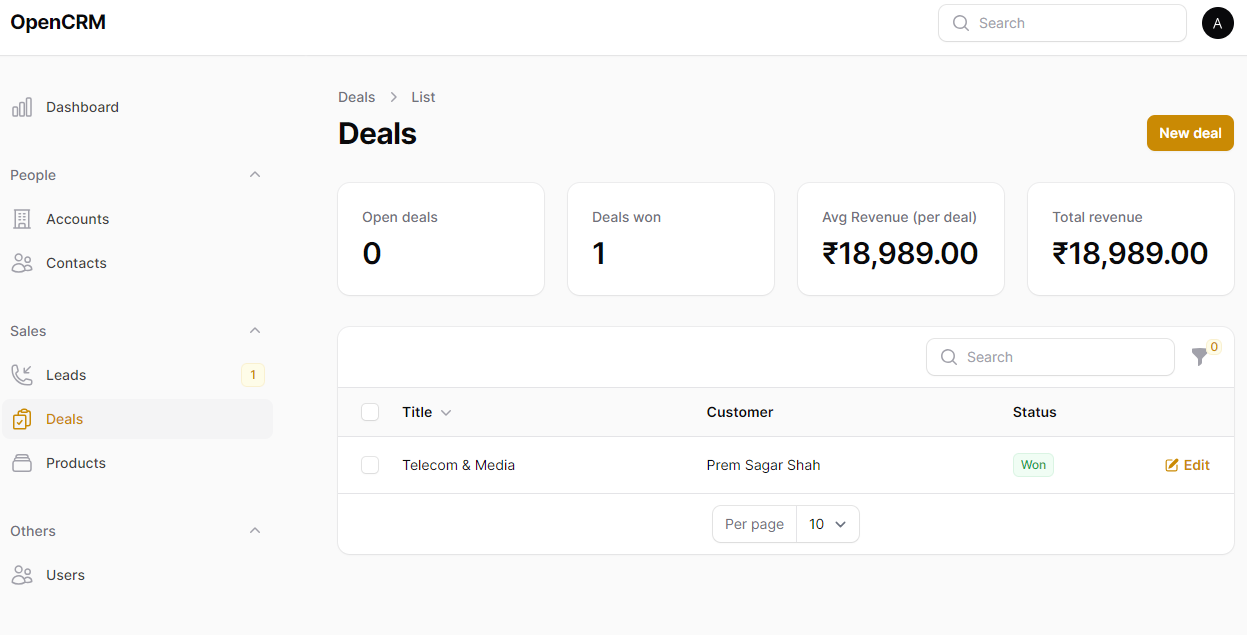 OpenCRM
Search
A
Dashboard
People
Accounts
Contacts
Sales
Leads
1
Deals
Products
Others
Users
Deals > List
Deals
New deal
Open deals
0
Deals won
1
Avg Revenue (per deal)
₹18,989.00
Total revenue
₹18,989.00
Search
0
Title
Customer
Status
Telecom & Media
Prem Sagar Shah
Won
Edit
Per page
10